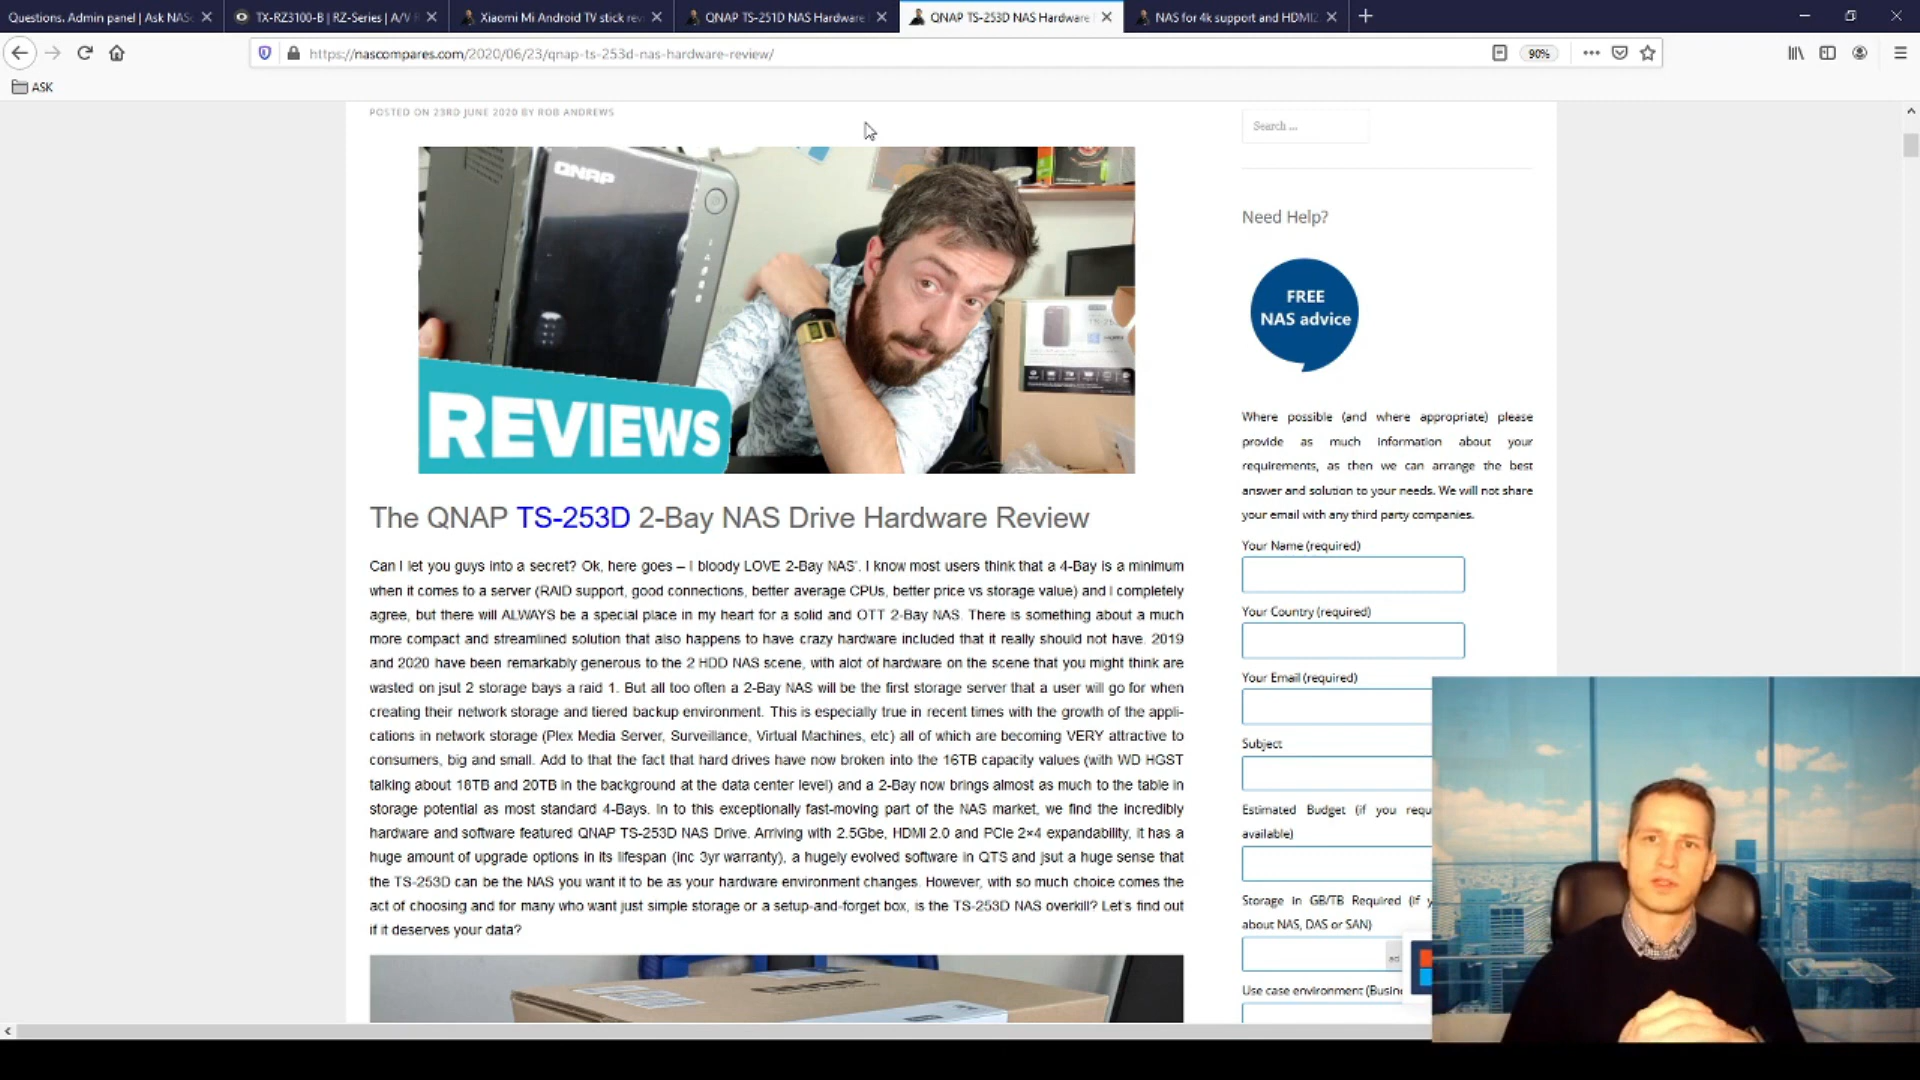 Questions. Admin panel | Ask NAS
TX-RZ3100-B | RZ-Series | A/V R
Xiaomi Mi Android TV stick rev
QNAP TS-251D NAS Hardware
QNAP TS-253D NAS Hardware
NAS for 4k support and HDMI2
https://nascompares.com/2020/06/23/qnap-ts-253d-nas-hardware-review/
90%
ASK
POSTED ON 23RD JUNE 2020 BY ROB ANDREWS
QNAP
REVIEWS
The QNAP TS-253D 2-Bay NAS Drive Hardware Review
Can I let you guys into a secret? Ok, here goes – I bloody LOVE 2-Bay NAS'. I know most users think that a 4-Bay is a minimum
when it comes to a server (RAID support, good connections, better average CPUs, better price vs storage value) and I completely
agree, but there will ALWAYS be a special place in my heart for a solid and OTT 2-Bay NAS. There is something about a much
more compact and streamlined solution that also happens to have crazy hardware included that it really should not have. 2019
and 2020 have been remarkably generous to the 2 HDD NAS scene, with alot of hardware on the scene that you might think are
wasted on jsut 2 storage bays a raid 1. But all too often a 2-Bay NAS will be the first storage server that a user will go for when
creating their network storage and tiered backup environment. This is especially true in recent times with the growth of the appli-
cations in network storage (Plex Media Server, Surveillance, Virtual Machines, etc) all of which are becoming VERY attractive to
consumers, big and small. Add to that the fact that hard drives have now broken into the 16TB capacity values (with WD HGST
talking about 18TB and 20TB in the background at the data center level) and a 2-Bay now brings almost as much to the table in
storage potential as most standard 4-Bays. In to this exceptionally fast-moving part of the NAS market, we find the incredibly
hardware and software featured QNAP TS-253D NAS Drive. Arriving with 2.5Gbe, HDMI 2.0 and PCIe 2×4 expandability, it has a
huge amount of upgrade options in its lifespan (inc 3yr warranty), a hugely evolved software in QTS and jsut a huge sense that
the TS-253D can be the NAS you want it to be as your hardware environment changes. However, with so much choice comes the
act of choosing and for many who want just simple storage or a setup-and-forget box, is the TS-253D NAS overkill? Let's find out
if it deserves your data?
QNAP
Search ...
Need Help?
FREE
NAS advice
Where possible (and where appropriate) please
provide as much information about your
requirements, as then we can arrange the best
answer and solution to your needs. We will not share
your email with any third party companies.
Your Name (required)
Your Country (required)
Your Email (required)
Subject
Estimated Budget (if you requ
available)
Storage in GB/TB Required (if y
about NAS, DAS or SAN)
ad
Use case environment (Busine